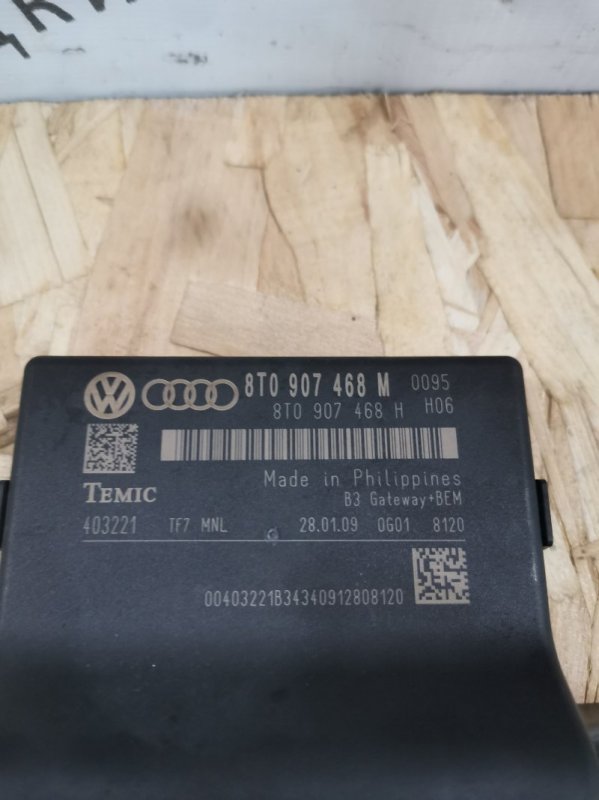 8T0 907 468 M 0095
8T0 907 468 H H06
Made in Philippines
TEMIC
B3 Gateway+BEM
403221 TF7 MNL 28.01.09 0G01 8120
00403221B34340912808120